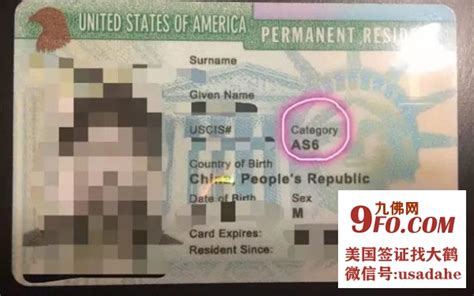 UNITED STATES OF AMERICA
PERMANENT RESID
Surname
Given Name
USCIS#
Category
AS6
Country of Birth
China People's Republic
Date of Birth
Sex
M
Card Expires:
Resident Since:
九佛网
9FO.COM
美国签证找大鹤
微信号:usadahe